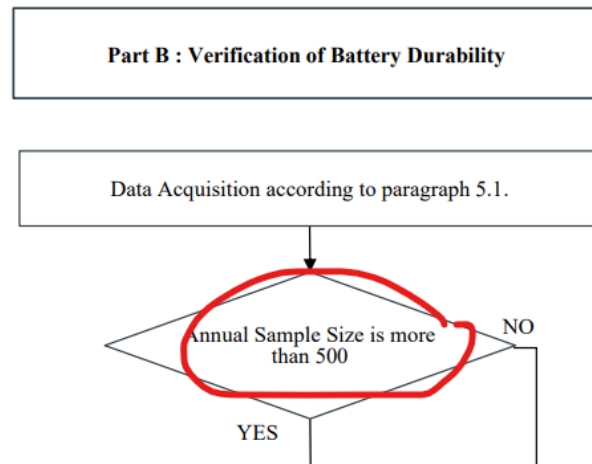 Part B : Verification of Battery Durability
Data Acquisition according to paragraph 5.1.
Annual Sample Size is more
than 500
NO
YES